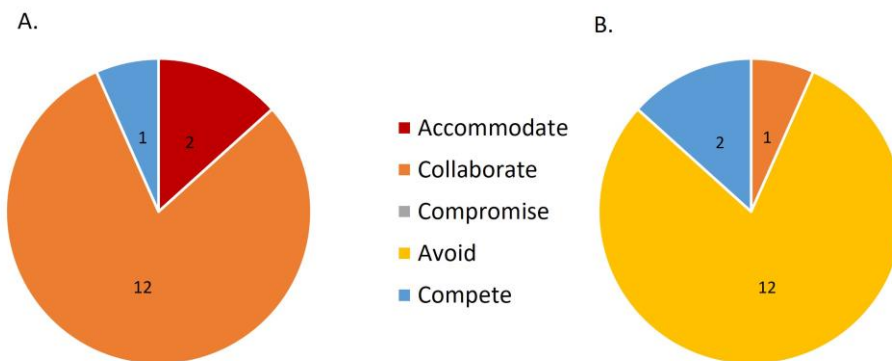 A.
1
2
12
Accommodate
Collaborate
Compromise
Avoid
Compete
B.
2
1
12